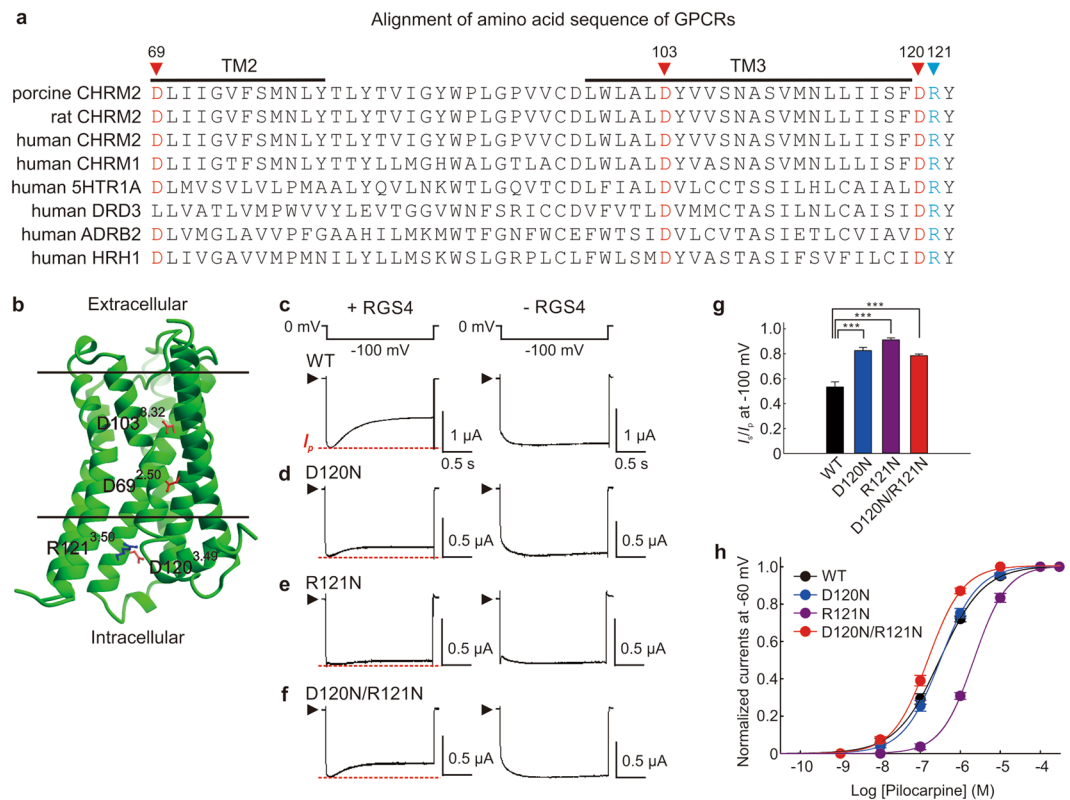 a
Alignment of amino acid sequence of GPCRs
69 103 120 121
TM2 TM3
porcine CHRM2 DLIIGVFSMNLYTLYTVIGYWPLGPVVCDLWLALDYVVSNASVMNLLIISFDRY
rat CHRM2 DLIIGVFSMNLYTLYTVIGYWPLGPVVCDLWLALDYVVSNASVMNLLIISFDRY
human CHRM2 DLIIGVFSMNLYTLYTVIGYWPLGPVVCDLWLALDYVVSNASVMNLLIISFDRY
human CHRM1 DLIIGTFSMNLYTTYLLMGHWALGTLACDLWLALDYVASNASVMNLLLISFDRY
human 5HTR1A DLMVSVLVLPMAALYQVLNKWTLGQVTCDLFIALDVLCCTSSILHLCAIALDRY
human DRD3 LLVATLVMPWVVYLEVTGGVWNFSRICCDVFVTLDVMMCTASILNLCAISIDRY
human ADRB2 DLVMGLAVVPFGAAHILMKMWTFGNFWCEFWTSIDVLCVTASIETLCVIAVDRY
human HRH1 DLIVGAVVMPMNILYLLMSKWSLGRPLCLFWLSMDYVASTASIFSVFILCIDRY
b
Extracellular
D103 3.32
D69 2.50
R121 3.50
D120 3.49
Intracellular
c
+ RGS4 - RGS4
0 mV 0 mV
-100 mV -100 mV
WT
Ip
1 µA 1 µA
0.5 s 0.5 s
d
D120N
0.5 µA 0.5 µA
e
R121N
0.5 µA 0.5 µA
f
D120N/R121N
0.5 µA 0.5 µA
g
***
***
***
1.0
0.8
0.6
0.4
0.2
0
Is/Ip at -100 mV
WT
D120N
R121N
D120N/R121N
h
WT
D120N
R121N
D120N/R121N
1.0
0.8
0.6
0.4
0.2
0
Normalized currents at -60 mV
-10 -9 -8 -7 -6 -5 -4
Log [Pilocarpine] (M)